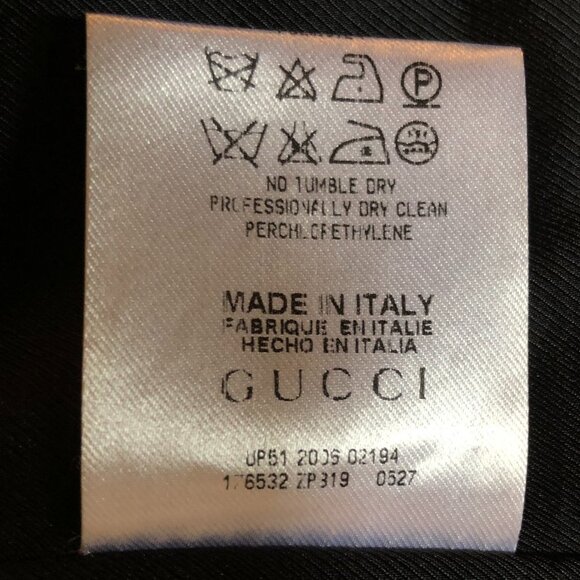 P
NO TUMBLE DRY
PROFESSIONALLY DRY CLEAN
PERCHLORETHYLENE
MADE IN ITALY
FABRIQUE EN ITALIE
HECHO EN ITALIA
GUCCI
UP51 2006 02194
176532 ZP319 0527